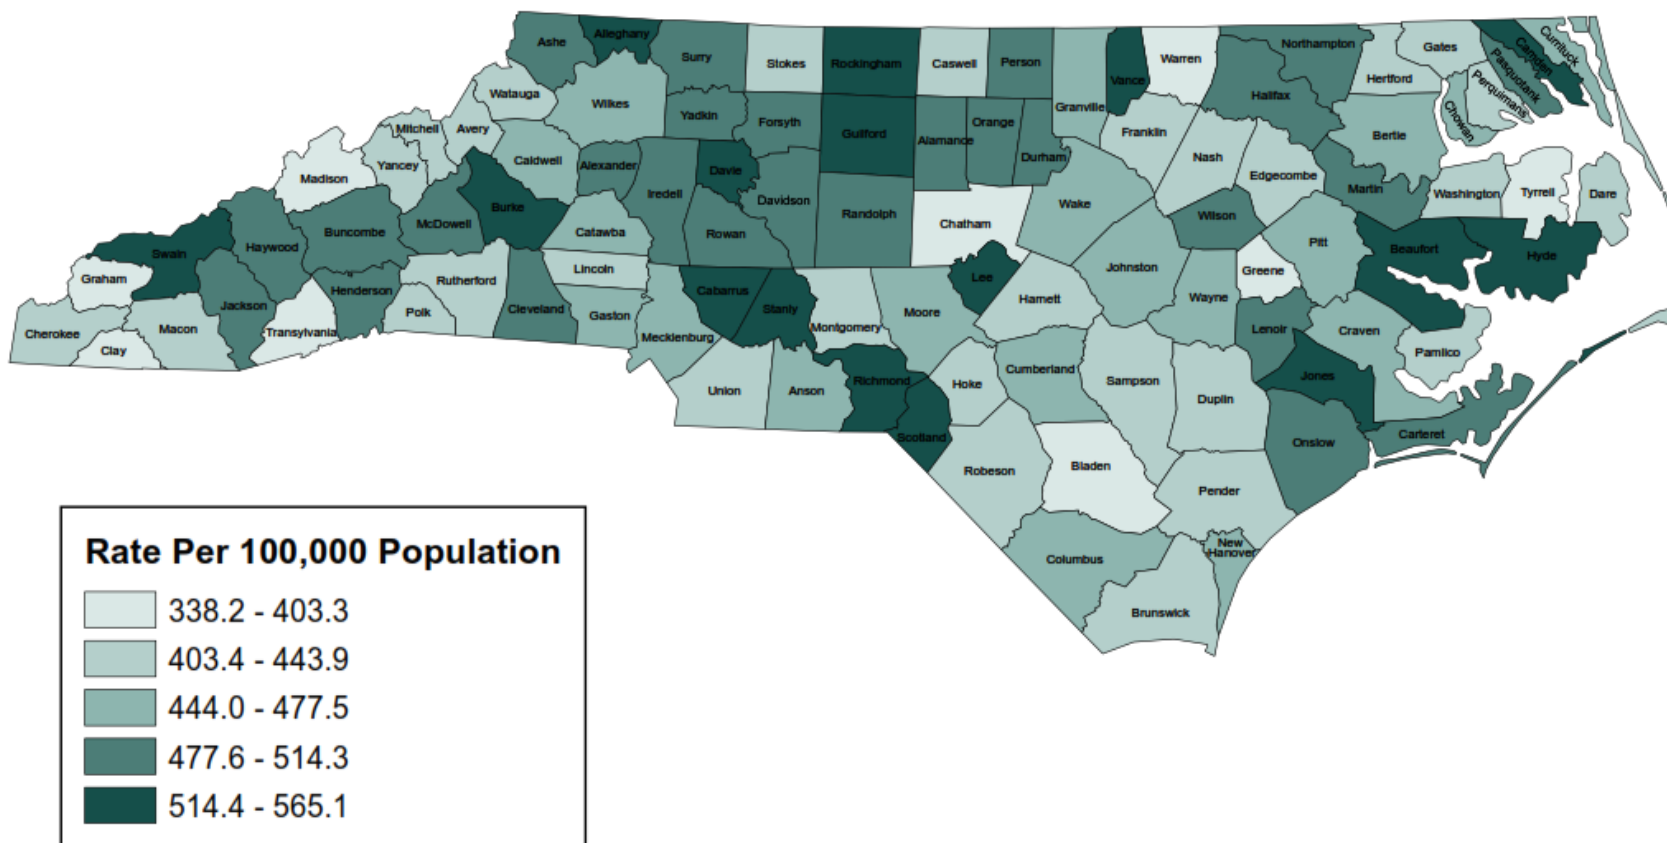 Ashe
Alleghany
Surry
Stokes
Rockingham
Caswell
Person
Granville
Vance
Warren
Northampton
Halifax
Hertford
Gates
Camden
Currituck
Pasquotank
Perquimans
Chowan
Bertie
Watauga
Wilkes
Yadkin
Forsyth
Guilford
Alamance
Orange
Durham
Franklin
Nash
Edgecombe
Martin
Washington
Tyrrell
Dare
Mitchell
Avery
Yancey
Madison
Caldwell
Alexander
Iredell
Davie
Davidson
Randolph
Chatham
Wake
Wilson
Pitt
Beaufort
Hyde
Swain
Haywood
Buncombe
McDowell
Burke
Catawba
Rowan
Lee
Johnston
Greene
Wayne
Graham
Jackson
Henderson
Rutherford
Polk
Cleveland
Lincoln
Gaston
Mecklenburg
Cabarrus
Stanly
Montgomery
Moore
Harnett
Lenoir
Craven
Pamlico
Cherokee
Clay
Macon
Transylvania
Union
Anson
Richmond
Scotland
Hoke
Cumberland
Sampson
Duplin
Jones
Onslow
Carteret
Robeson
Bladen
Pender
Columbus
Brunswick
New
Hanover
Rate Per 100,000 Population
338.2 - 403.3
403.4 - 443.9
444.0 - 477.5
477.6 - 514.3
514.4 - 565.1